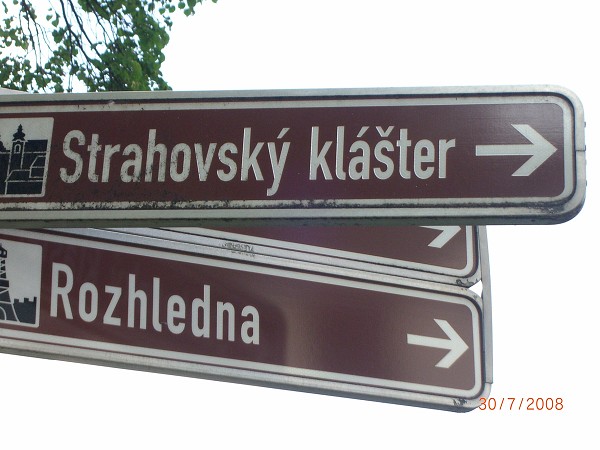 Strahovský klášter
Rozhledna
30/7/2008